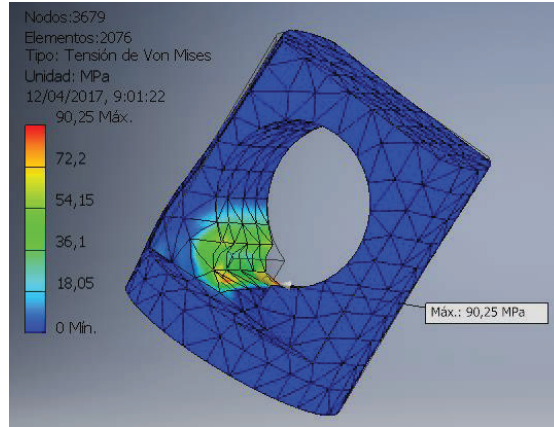 Nodos:3679
Elementos:2076
Tipo: Tensión de Von Mises
Unidad: MPa
12/04/2017, 9:01:22
90,25 Máx.
72,2
54,15
36,1
18,05
0 Mín.
Máx.: 90,25 MPa